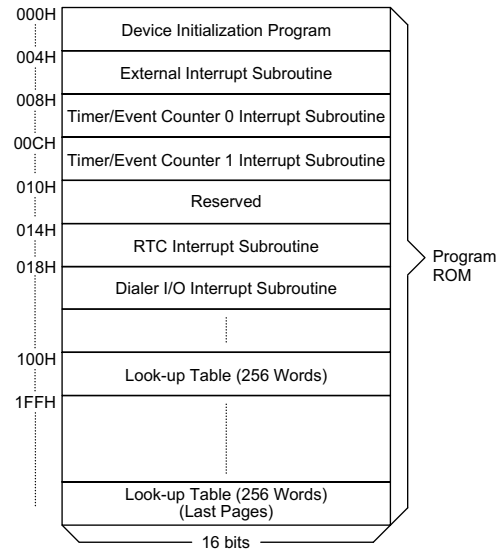 000H
Device Initialization Program
004H
External Interrupt Subroutine
008H
Timer/Event Counter 0 Interrupt Subroutine
00CH
Timer/Event Counter 1 Interrupt Subroutine
010H
Reserved
014H
RTC Interrupt Subroutine
018H
Dialer I/O Interrupt Subroutine
Program
ROM
100H
Look-up Table (256 Words)
1FFH
Look-up Table (256 Words)
(Last Pages)
16 bits